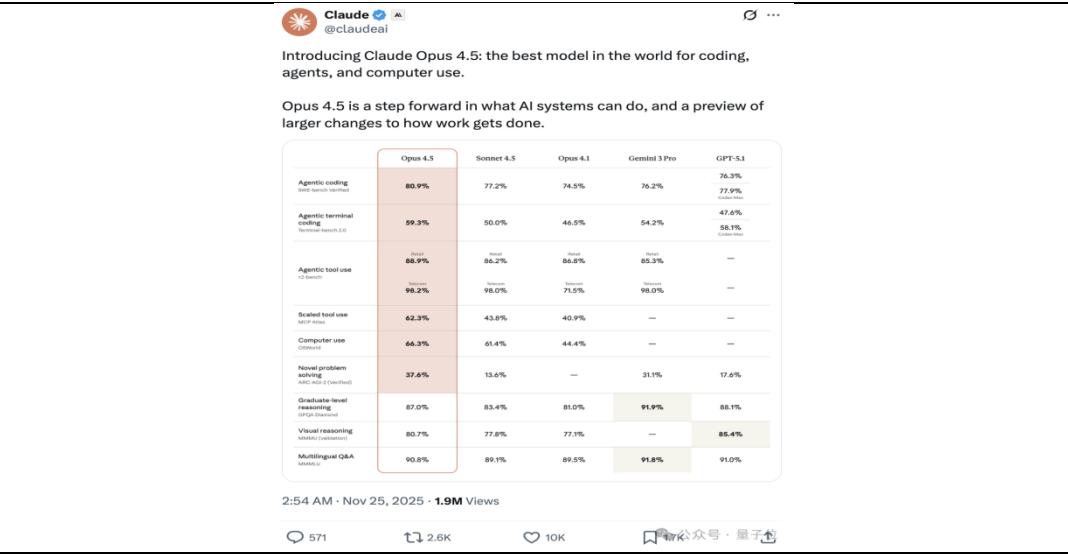 Claude
@claudeai
Introducing Claude Opus 4.5: the best model in the world for coding,
agents, and computer use.
Opus 4.5 is a step forward in what AI systems can do, and a preview of
larger changes to how work gets done.
Opus 4.5 Sonnet 4.5 Opus 4.1 Gemini 3 Pro GPT-5.1
Agentic coding
SWE-bench Verified
80.9% 77.2% 74.5% 76.2%
76.3%
77.9%
Codex-Max
Agentic terminal
coding
Terminal-bench 2.0
59.3% 50.0% 46.5% 54.2%
47.6%
58.1%
Codex-Max
Agentic tool use
τ2-bench
Retail Retail Retail Retail
88.9% 86.2% 86.8% 85.3% —
Telecom Telecom Telecom Telecom
98.2% 98.0% 71.5% 98.0% —
Scaled tool use
MCP Atlas
62.3% 43.8% 40.9% — —
Computer use
OSWorld
66.3% 61.4% 44.4% — —
Novel problem
solving
ARC-AGI-2 (Verified)
37.6% 13.6% — 31.1% 17.6%
Graduate-level
reasoning
GPQA Diamond
87.0% 83.4% 81.0% 91.9% 88.1%
Visual reasoning
MMMU (validation)
80.7% 77.8% 77.1% — 85.4%
Multilingual Q&A
MMMLU
90.8% 89.1% 89.5% 91.8% 91.0%
2:54 AM · Nov 25, 2025 · 1.9M Views
571 2.6K 10K 1.7K
公众号 · 量子位